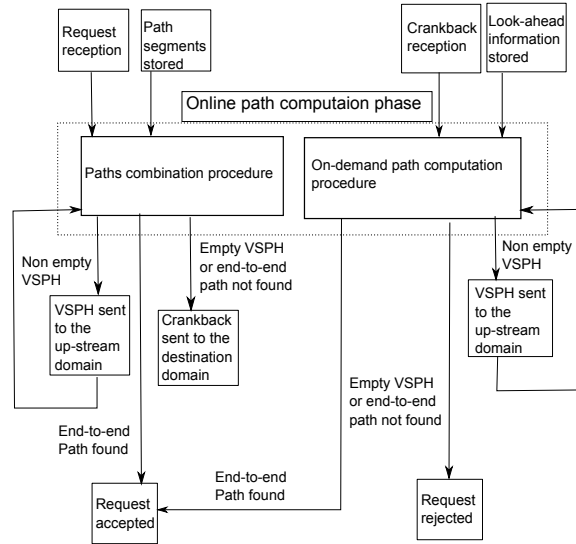 Request
reception
Path
segments
stored
Crankback
reception
Look-ahead
information
stored
Online path computaion phase
Paths combination procedure
On-demand path computation
procedure
Non empty
VSPH
Empty VSPH
or end-to-end
path not found
Non empty
VSPH
VSPH sent
to the
up-stream
domain
Crankback
sent to the
destination
domain
VSPH sent
to the
up-stream
domain
Empty VSPH
or end-to-end
path not found
End-to-end
Path found
End-to-end
Path found
Request
accepted
Request
rejected